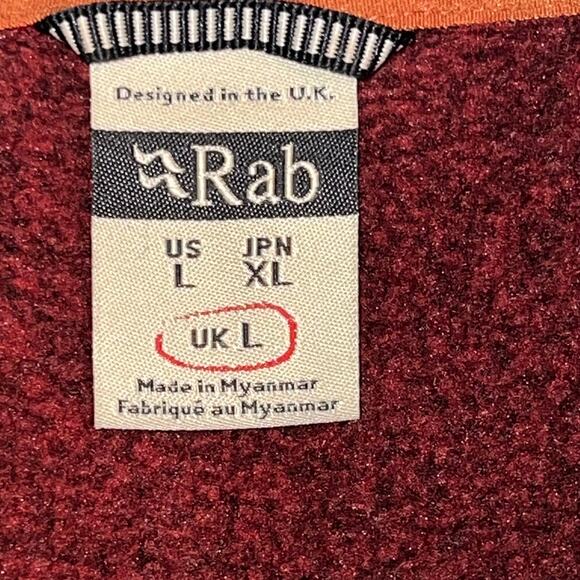 Designed in the U.K.
Rab
US JPN
L XL
UK L
Made in Myanmar
Fabriqué au Myanmar